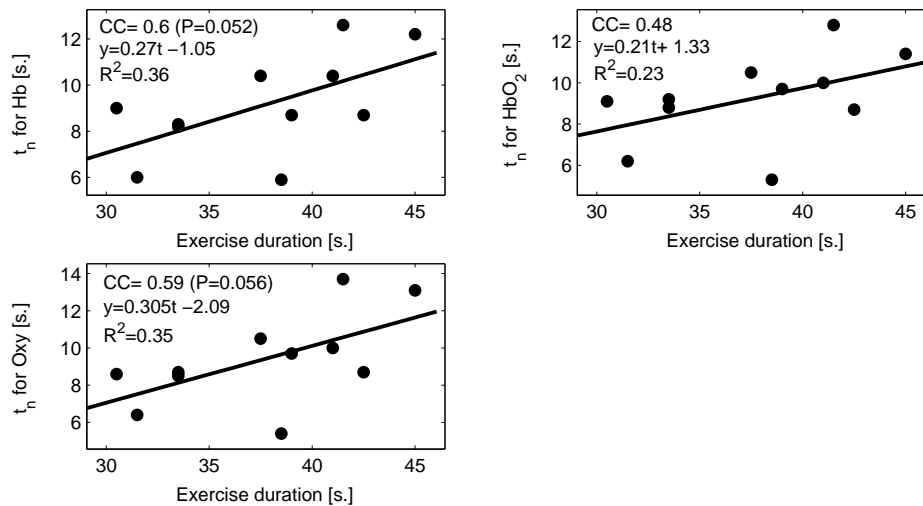 CC= 0.6 (P=0.052)
y=0.27t −1.05
R²=0.36
12
10
8
6
t_n for Hb [s.]
30 35 40 45
Exercise duration [s.]
CC= 0.48
y=0.21t+ 1.33
R²=0.23
12
10
8
6
t_n for HbO₂ [s.]
30 35 40 45
Exercise duration [s.]
CC= 0.59 (P=0.056)
y=0.305t −2.09
R²=0.35
14
12
10
8
6
t_n for Oxy [s.]
30 35 40 45
Exercise duration [s.]